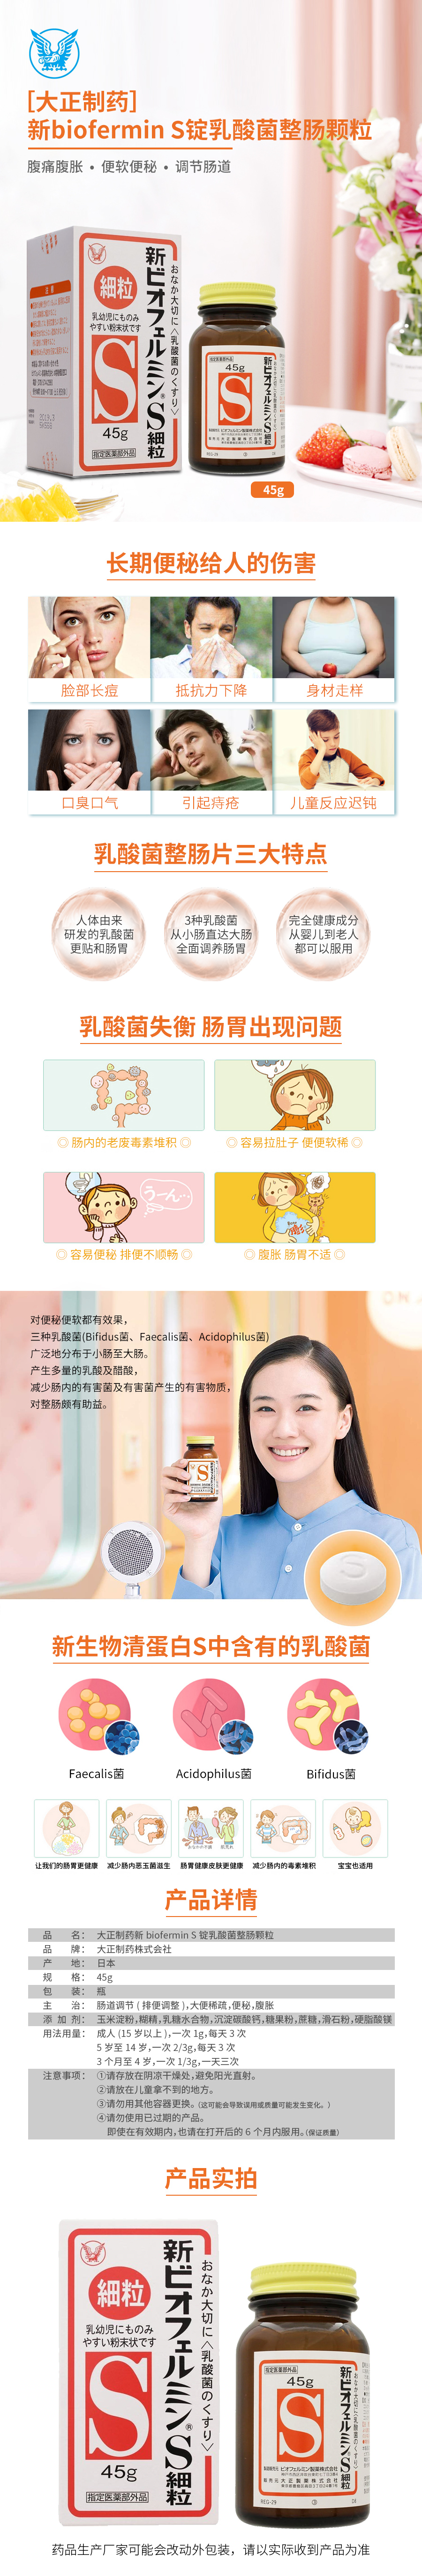 [大正制药]
新biofermin S锭乳酸菌整肠颗粒
腹痛腹胀 • 便软便秘 • 调节肠道
細粒
乳幼児にものみ
やすい粉末状です
S
45g
指定医薬部外品
新ビオフェルミン®S細粒
おなか大切に〈乳酸菌のくすり〉
指定医薬部外品
45g
S
新ビオフェルミンS細粒
45g
长期便秘给人的伤害
脸部长痘
抵抗力下降
身材走样
口臭口气
引起痔疮
儿童反应迟钝
乳酸菌整肠片三大特点
人体由来
研发的乳酸菌
更贴和肠胃
3种乳酸菌
从小肠直达大肠
全面调养肠胃
完全健康成分
从婴儿到老人
都可以服用
乳酸菌失衡 肠胃出现问题
◎ 肠内的老废毒素堆积 ◎
◎ 容易拉肚子 便便软稀 ◎
う~ん…
◎ 容易便秘 排便不顺畅 ◎
◎ 腹胀 肠胃不适 ◎
对便秘便软都有效果，
三种乳酸菌(Bifidus菌、Faecalis菌、Acidophilus菌)
广泛地分布于小肠至大肠。
产生多量的乳酸及醋酸，
减少肠内的有害菌及有害菌产生的有害物质，
对整肠颇有助益。
S
新生物清蛋白S中含有的乳酸菌
Faecalis菌
Acidophilus菌
Bifidus菌
让我们的肠胃更健康
减少肠内恶玉菌滋生
肠胃健康皮肤更健康
减少肠内的毒素堆积
宝宝也适用
产品详情
品 名： 大正制药新 biofermin S 锭乳酸菌整肠颗粒
品 牌： 大正制药株式会社
产 地： 日本
规 格： 45g
包 装： 瓶
主 治： 肠道调节 ( 排便调整 )，大便稀疏，便秘，腹胀
添 加 剂： 玉米淀粉，糊精，乳糖水合物，沉淀碳酸钙，糖果粉，蔗糖，滑石粉，硬脂酸镁
用法用量： 成人 (15 岁以上 )，一次 1g，每天 3 次
5 岁至 14 岁，一次 2/3g，每天 3 次
3 个月至 4 岁，一次 1/3g，一天三次
注意事项： ①请存放在阴凉干燥处，避免阳光直射。
②请放在儿童拿不到的地方。
③请勿用其他容器更换。（这可能会导致误用或质量可能发生变化。）
④请勿使用已过期的产品。
即使在有效期内，也请在打开后的 6 个月内服用。（保证质量）
产品实拍
細粒
乳幼児にものみ
やすい粉末状です
S
45g
指定医薬部外品
新ビオフェルミン®S細粒
おなか大切に〈乳酸菌のくすり〉
指定医薬部外品
45g
S
新ビオフェルミンS細粒
药品生产厂家可能会改动外包装，请以实际收到产品为准